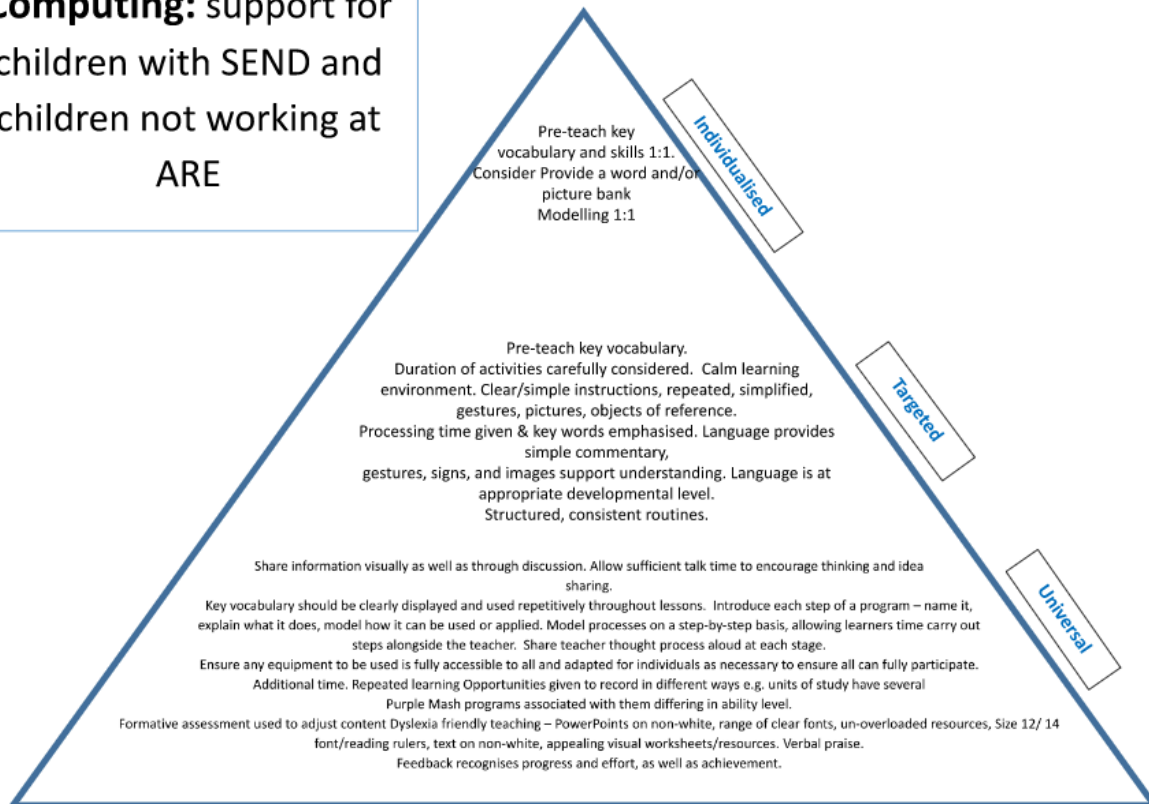 Computing: support for
children with SEND and
children not working at
ARE
Individualised
Pre-teach key
vocabulary and skills 1:1.
Consider Provide a word and/or
picture bank
Modelling 1:1
Targeted
Pre-teach key vocabulary.
Duration of activities carefully considered. Calm learning
environment. Clear/simple instructions, repeated, simplified,
gestures, pictures, objects of reference.
Processing time given & key words emphasised. Language provides
simple commentary,
gestures, signs, and images support understanding. Language is at
appropriate developmental level.
Structured, consistent routines.
Universal
Share information visually as well as through discussion. Allow sufficient talk time to encourage thinking and idea
sharing.
Key vocabulary should be clearly displayed and used repetitively throughout lessons. Introduce each step of a program – name it,
explain what it does, model how it can be used or applied. Model processes on a step-by-step basis, allowing learners time carry out
steps alongside the teacher. Share teacher thought process aloud at each stage.
Ensure any equipment to be used is fully accessible to all and adapted for individuals as necessary to ensure all can fully participate.
Additional time. Repeated learning Opportunities given to record in different ways e.g. units of study have several
Purple Mash programs associated with them differing in ability level.
Formative assessment used to adjust content Dyslexia friendly teaching – PowerPoints on non-white, range of clear fonts, un-overloaded resources, Size 12/ 14
font/reading rulers, text on non-white, appealing visual worksheets/resources. Verbal praise.
Feedback recognises progress and effort, as well as achievement.